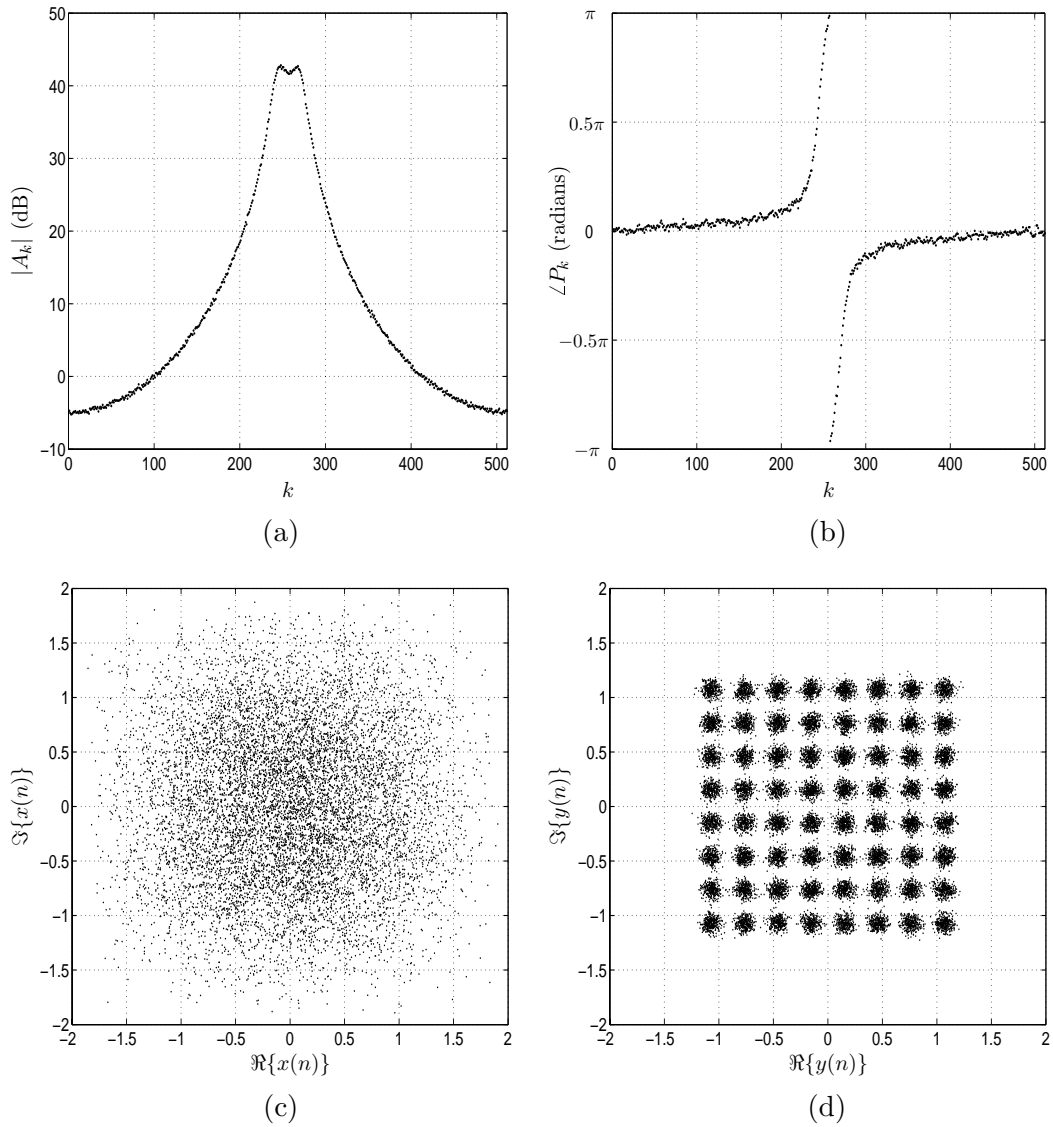 50
40
30
20
10
0
−10
|A_k| (dB)
0 100 200 300 400 500
k
(a)
π
0.5π
0
−0.5π
−π
∠P_k (radians)
0 100 200 300 400 500
k
(b)
2
1.5
1
0.5
0
−0.5
−1
−1.5
−2
ℑ{x(n)}
−2 −1.5 −1 −0.5 0 0.5 1 1.5 2
ℜ{x(n)}
(c)
2
1.5
1
0.5
0
−0.5
−1
−1.5
−2
ℑ{y(n)}
−2 −1.5 −1 −0.5 0 0.5 1 1.5 2
ℜ{y(n)}
(d)